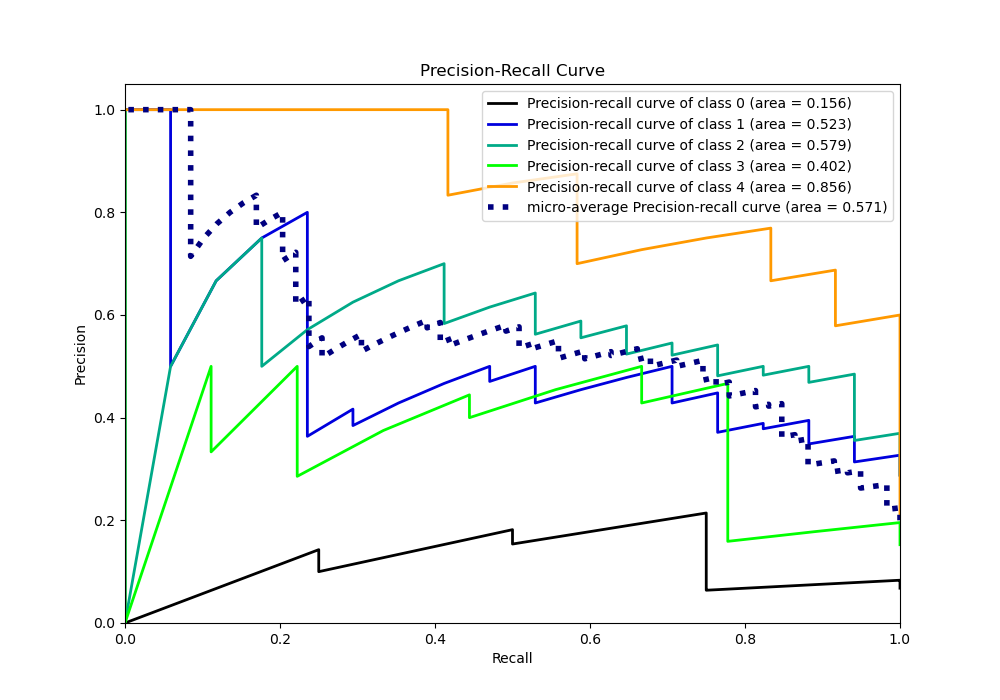 Precision-Recall Curve
Precision-recall curve of class 0 (area = 0.156)
Precision-recall curve of class 1 (area = 0.523)
Precision-recall curve of class 2 (area = 0.579)
Precision-recall curve of class 3 (area = 0.402)
Precision-recall curve of class 4 (area = 0.856)
micro-average Precision-recall curve (area = 0.571)
Precision
1.0
0.8
0.6
0.4
0.2
0.0
0.0 0.2 0.4 0.6 0.8 1.0
Recall